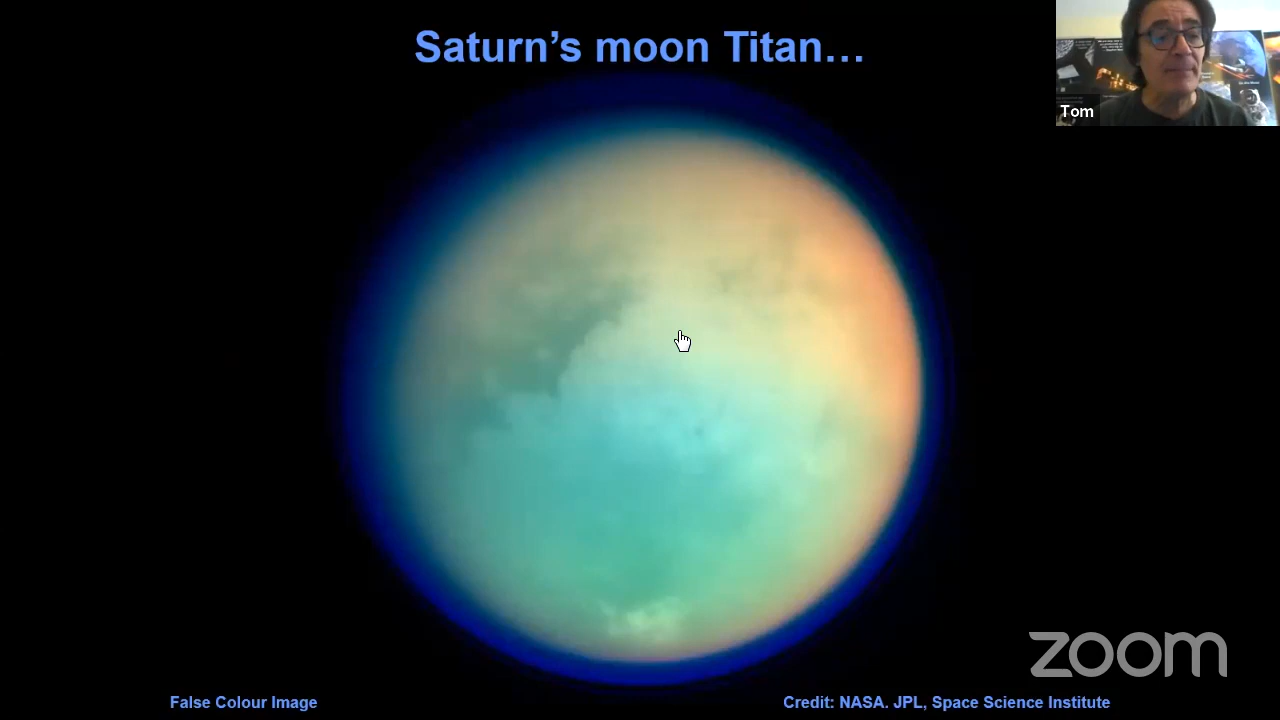 Saturn’s moon Titan…
Tom
zoom
False Colour Image
Credit: NASA. JPL, Space Science Institute